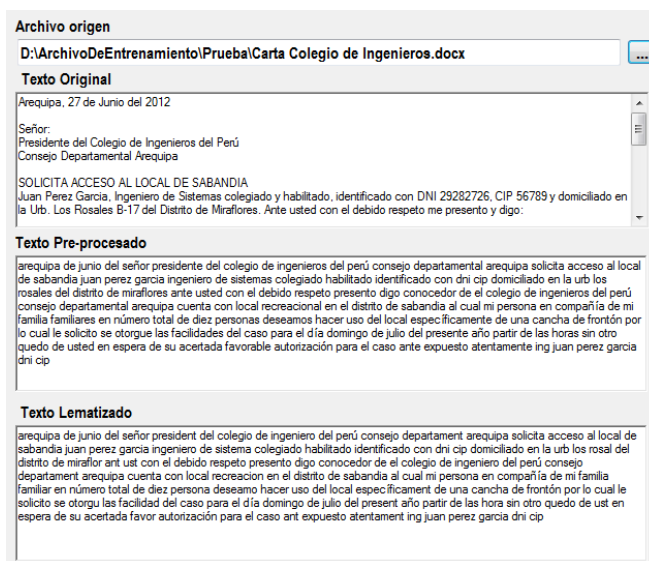 Archivo origen
D:\ArchivoDeEntrenamiento\Prueba\Carta Colegio de Ingenieros.docx
...
Texto Original
Arequipa, 27 de Junio del 2012
Señor:
Presidente del Colegio de Ingenieros del Perú
Consejo Departamental Arequipa
SOLICITA ACCESO AL LOCAL DE SABANDIA
Juan Perez Garcia, Ingeniero de Sistemas colegiado y habilitado, identificado con DNI 29282726, CIP 56789 y domiciliado en
la Urb. Los Rosales B-17 del Distrito de Miraflores. Ante usted con el debido respeto me presento y digo:
Texto Pre-procesado
arequipa de junio del señor presidente del colegio de ingenieros del perú consejo departamental arequipa solicita acceso al local
de sabandia juan perez garcia ingeniero de sistemas colegiado habilitado identificado con dni cip domiciliado en la urb los
rosales del distrito de miraflores ante usted con el debido respeto presento digo conocedor de el colegio de ingenieros del perú
consejo departamental arequipa cuenta con local recreacional en el distrito de sabandia al cual mi persona en compañía de mi
familia familiares en número total de diez personas deseamos hacer uso del local específicamente de una cancha de frontón por
lo cual le solicito se otorgue las facilidades del caso para el día domingo de julio del presente año partir de las horas sin otro
quedo de usted en espera de su acertada favorable autorización para el caso ante expuesto atentamente ing juan perez garcia
dni cip
Texto Lematizado
arequipa de junio del señor president del colegio de ingeniero del perú consejo departament arequipa solicita acceso al local de
sabandia juan perez garcia ingeniero de sistema colegiado habilitado identificado con dni cip domiciliado en la urb los rosal del
distrito de miraflor ant ust con el debido respeto presento digo conocedor de el colegio de ingeniero del perú consejo
departament arequipa cuenta con local recreacion en el distrito de sabandia al cual mi persona en compañía de mi familia
familiar en número total de diez persona deseamo hacer uso del local específicament de una cancha de frontón por lo cual le
solicito se otorgu las facilidad del caso para el día domingo de julio del present año partir de las hora sin otro quedo de ust en
espera de su acertada favor autorización para el caso ant expuesto atentament ing juan perez garcia dni cip